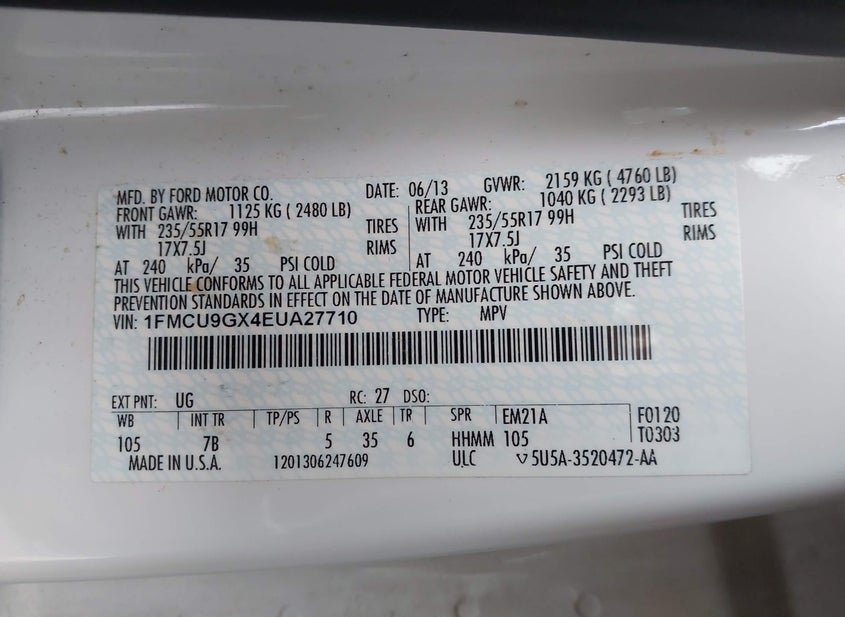 MFD. BY FORD MOTOR CO. DATE: 06/13 GVWR: 2159 KG ( 4760 LB)
FRONT GAWR: 1125 KG ( 2480 LB) REAR GAWR: 1040 KG ( 2293 LB)
WITH 235/55R17 99H TIRES WITH 235/55R17 99H TIRES
17X7.5J RIMS 17X7.5J RIMS
AT 240 kPa/ 35 PSI COLD AT 240 kPa/ 35 PSI COLD
THIS VEHICLE CONFORMS TO ALL APPLICABLE FEDERAL MOTOR VEHICLE SAFETY AND THEFT
PREVENTION STANDARDS IN EFFECT ON THE DATE OF MANUFACTURE SHOWN ABOVE.
VIN: 1FMCU9GX4EUA27710 TYPE: MPV
EXT PNT: UG RC: 27 DSO:
WB INT TR TP/PS R AXLE TR SPR EM21A F0120
105 7B 5 35 6 HHMM 105 T0303
MADE IN U.S.A. 1201306247609 ULC 5U5A-3520472-AA